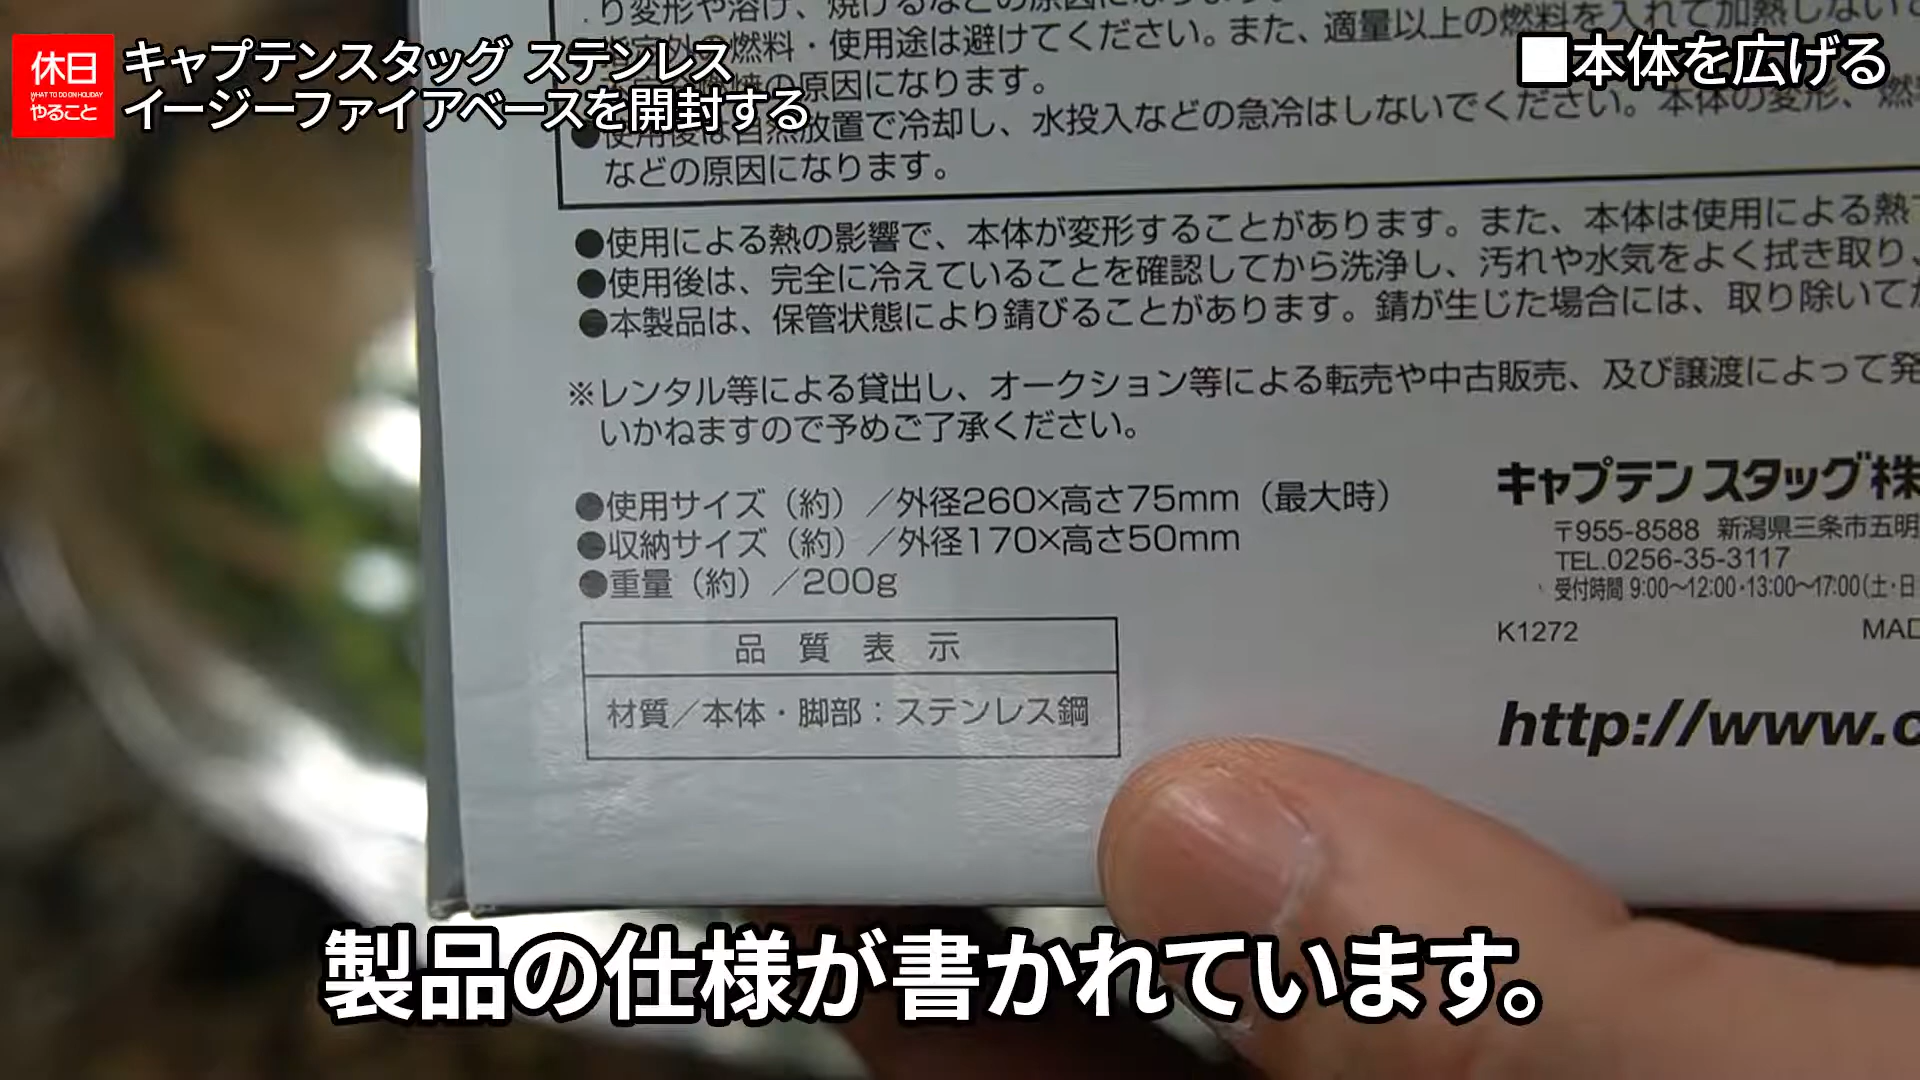 休日
WHAT TO DO ON HOLIDAY
やること
キャプテンスタッグ ステンレス
イージーファイアベースを開封する
■本体を広げる
り変形や溶け、焼けるなどの原因になります。
指定外の燃料・使用途は避けてください。また、適量以上の燃料を入れて加熱しない
の原因になります。
●使用後は自然放置で冷却し、水投入などの急冷はしないでください。本体の変形、燃
などの原因になります。
●使用による熱の影響で、本体が変形することがあります。また、本体は使用による熱
●使用後は、完全に冷えていることを確認してから洗浄し、汚れや水気をよく拭き取り、
●本製品は、保管状態により錆びることがあります。錆が生じた場合には、取り除いて
※レンタル等による貸出し、オークション等による転売や中古販売、及び譲渡によって発
いかねますので予めご了承ください。
●使用サイズ（約）／外径260×高さ75mm（最大時）
●収納サイズ（約）／外径170×高さ50mm
●重量（約）／200g
品 質 表 示
材質／本体・脚部：ステンレス鋼
キャプテンスタッグ株
〒955-8588 新潟県三条市五明
TEL.0256-35-3117
受付時間 9:00〜12:00・13:00〜17:00(土・日
K1272
MAD
http://www.c
製品の仕様が書かれています。